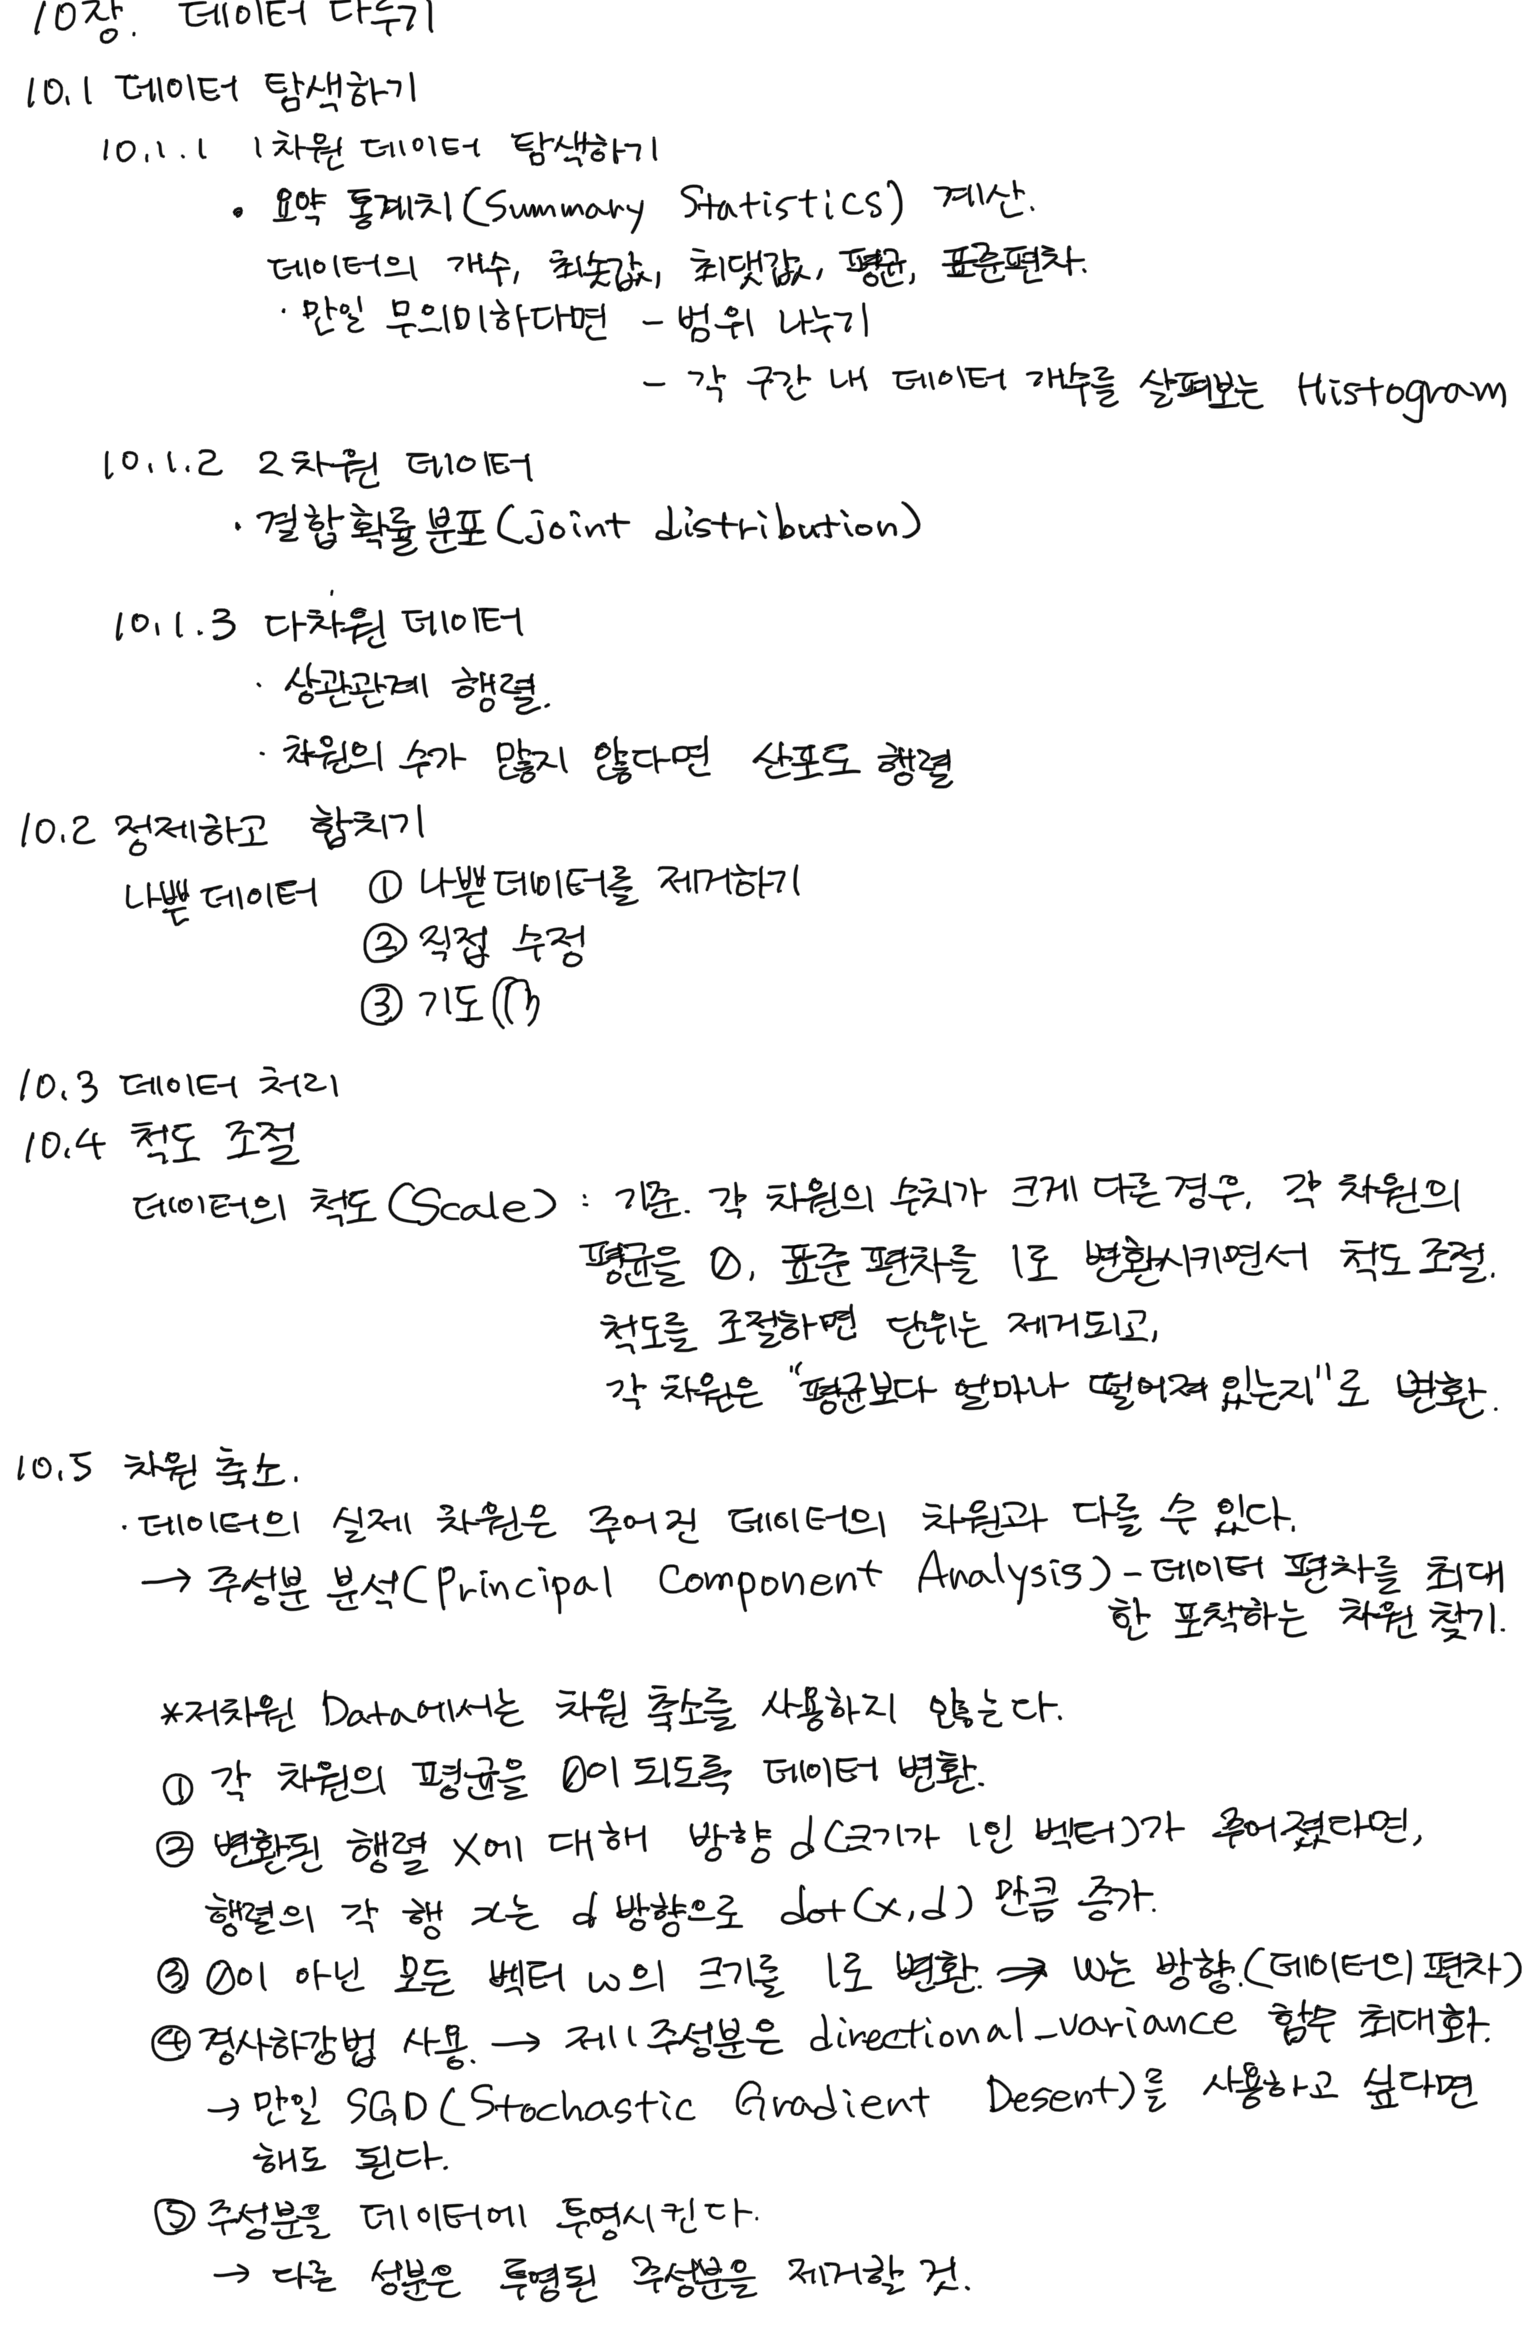 10장. 데이터 다루기
10.1 데이터 탐색하기
10.1.1 1차원 데이터 탐색하기
• 요약 통계치(Summary Statistics) 계산.
데이터의 개수, 최솟값, 최댓값, 평균, 표준편차.
· 만일 무의미하다면 - 범위 나누기
- 각 구간 내 데이터 개수를 살펴보는 Histogram
10.1.2 2차원 데이터
· 결합확률분포(joint distribution)
10.1.3 다차원 데이터
· 상관관계 행렬.
· 차원의 수가 많지 않다면 산포도 행렬
10.2 정제하고 합치기
나쁜 데이터 ① 나쁜데이터를 제거하기
② 직접 수정
③ 기도
10.3 데이터 처리
10.4 척도 조절
데이터의 척도(Scale) : 기준. 각 차원의 수치가 크게 다른 경우, 각 차원의
평균을 0, 표준편차를 1로 변환시키면서 척도 조절.
척도를 조절하면 단위는 제거되고,
각 차원은 "평균보다 얼마나 떨어져 있는지"로 변환.
10.5 차원 축소.
· 데이터의 실제 차원은 주어진 데이터의 차원과 다를 수 있다.
→ 주성분 분석(Principal Component Analysis) - 데이터 편차를 최대
한 포착하는 차원 찾기.
*저차원 Data에서는 차원 축소를 사용하지 않는다.
① 각 차원의 평균을 0이 되도록 데이터 변환.
② 변환된 행렬 X에 대해 방향 d(크기가 1인 벡터)가 주어졌다면,
행렬의 각 행 x는 d 방향으로 dot(x,d) 만큼 증가.
③ 0이 아닌 모든 벡터 w의 크기를 1로 변환. → w는 방향.(데이터의 편차)
④ 경사하강법 사용. → 제1주성분은 directional_variance 함수 최대화.
→ 만일 SGD(Stochastic Gradient Desent)를 사용하고 싶다면
해도 된다.
⑤ 주성분을 데이터에 투영시킨다.
→ 다른 성분은 투영된 주성분을 제거할 것.